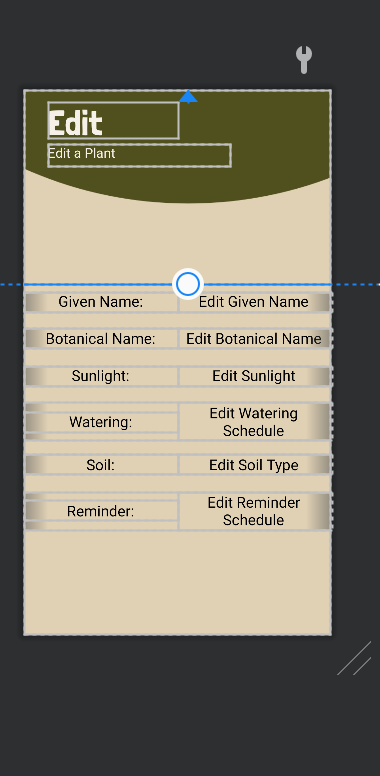 Edit
Edit a Plant
Given Name: Edit Given Name
Botanical Name: Edit Botanical Name
Sunlight: Edit Sunlight
Watering: Edit Watering
Schedule
Soil: Edit Soil Type
Reminder: Edit Reminder
Schedule